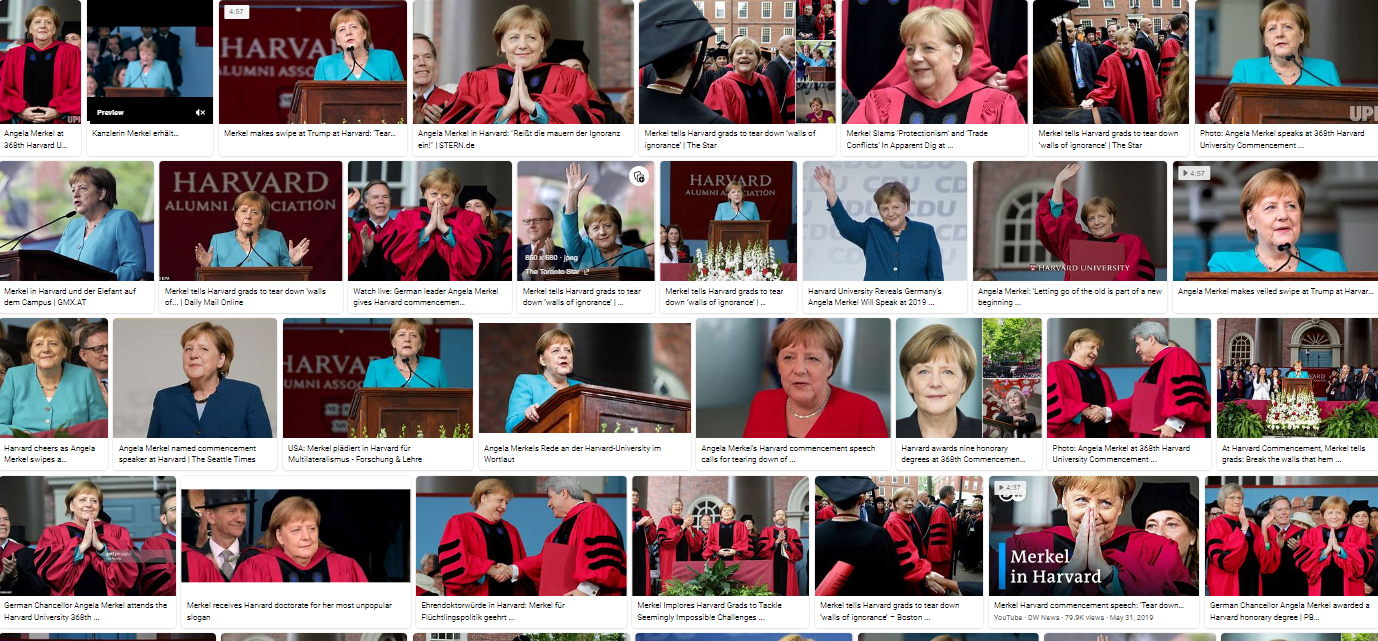 4:57
HARVARD
ALUMNI ASSOC
UPI
Preview
UPI
Angela Merkel at
368th Harvard U...
Kanzlerin Merkel erhält...
Merkel makes swipe at Trump at Harvard: 'Tear...
Angela Merkel in Harvard: "Reißt die mauern der Ignoranz
ein!" | STERN.de
Merkel tells Harvard grads to tear down 'walls of
ignorance' | The Star
Merkel Slams 'Protectionism' and 'Trade
Conflicts' In Apparent Dig at ...
Merkel tells Harvard grads to tear down
'walls of ignorance' | The Star
Photo: Angela Merkel speaks at 368th Harvard
University Commencement ...
HARVARD
ALUMNI ASSOCIATION
850 x 680 · jpeg
The Toronto Star
HARVARD
ALUMNI ASSOCIATION
CDU
CDU
HARVARD UNIVERSITY
4:57
Merkel in Harvard und der Elefant auf
dem Campus | GMX.AT
Merkel tells Harvard grads to tear down 'walls
of... | Daily Mail Online
Watch live: German leader Angela Merkel
gives Harvard commencemen...
Merkel tells Harvard grads to tear
down 'walls of ignorance' | ...
Merkel tells Harvard grads to tear
down 'walls of ignorance' | ...
Harvard University Reveals Germany's
Angela Merkel Will Speak at 2019 ...
Angela Merkel: 'Letting go of the old is part of a new
beginning ...
Angela Merkel makes veiled swipe at Trump at Harvar...
HARVARD
UMNI ASSOC
Harvard cheers as Angela
Merkel swipes a...
Angela Merkel named commencement
speaker at Harvard | The Seattle Times
USA: Merkel plädiert in Harvard für
Multilateralismus - Forschung & Lehre
Angela Merkels Rede an der Harvard-University im
Wortlaut
Angela Merkel's Harvard commencement speech
calls for tearing down of ...
Harvard awards nine honorary
degrees at 368th Commencemen...
Photo: Angela Merkel at 368th Harvard
University Commencement ...
At Harvard Commencement, Merkel tells
grads: Break the walls that hem ...
4:37
Merkel
in Harvard
German Chancellor Angela Merkel attends the
Harvard University 368th ...
Merkel receives Harvard doctorate for her most unpopular
slogan
Ehrendoktorwürde in Harvard: Merkel für
Flüchtlingspolitik geehrt ...
Merkel Implores Harvard Grads to Tackle
Seemingly Impossible Challenges ...
Merkel tells Harvard grads to tear down
'walls of ignorance' – Boston ...
Merkel Harvard commencement speech: 'Tear down...
YouTube · DW News · 79.9K views · May 31, 2019
German Chancellor Angela Merkel awarded a
Harvard honorary degree | PB...